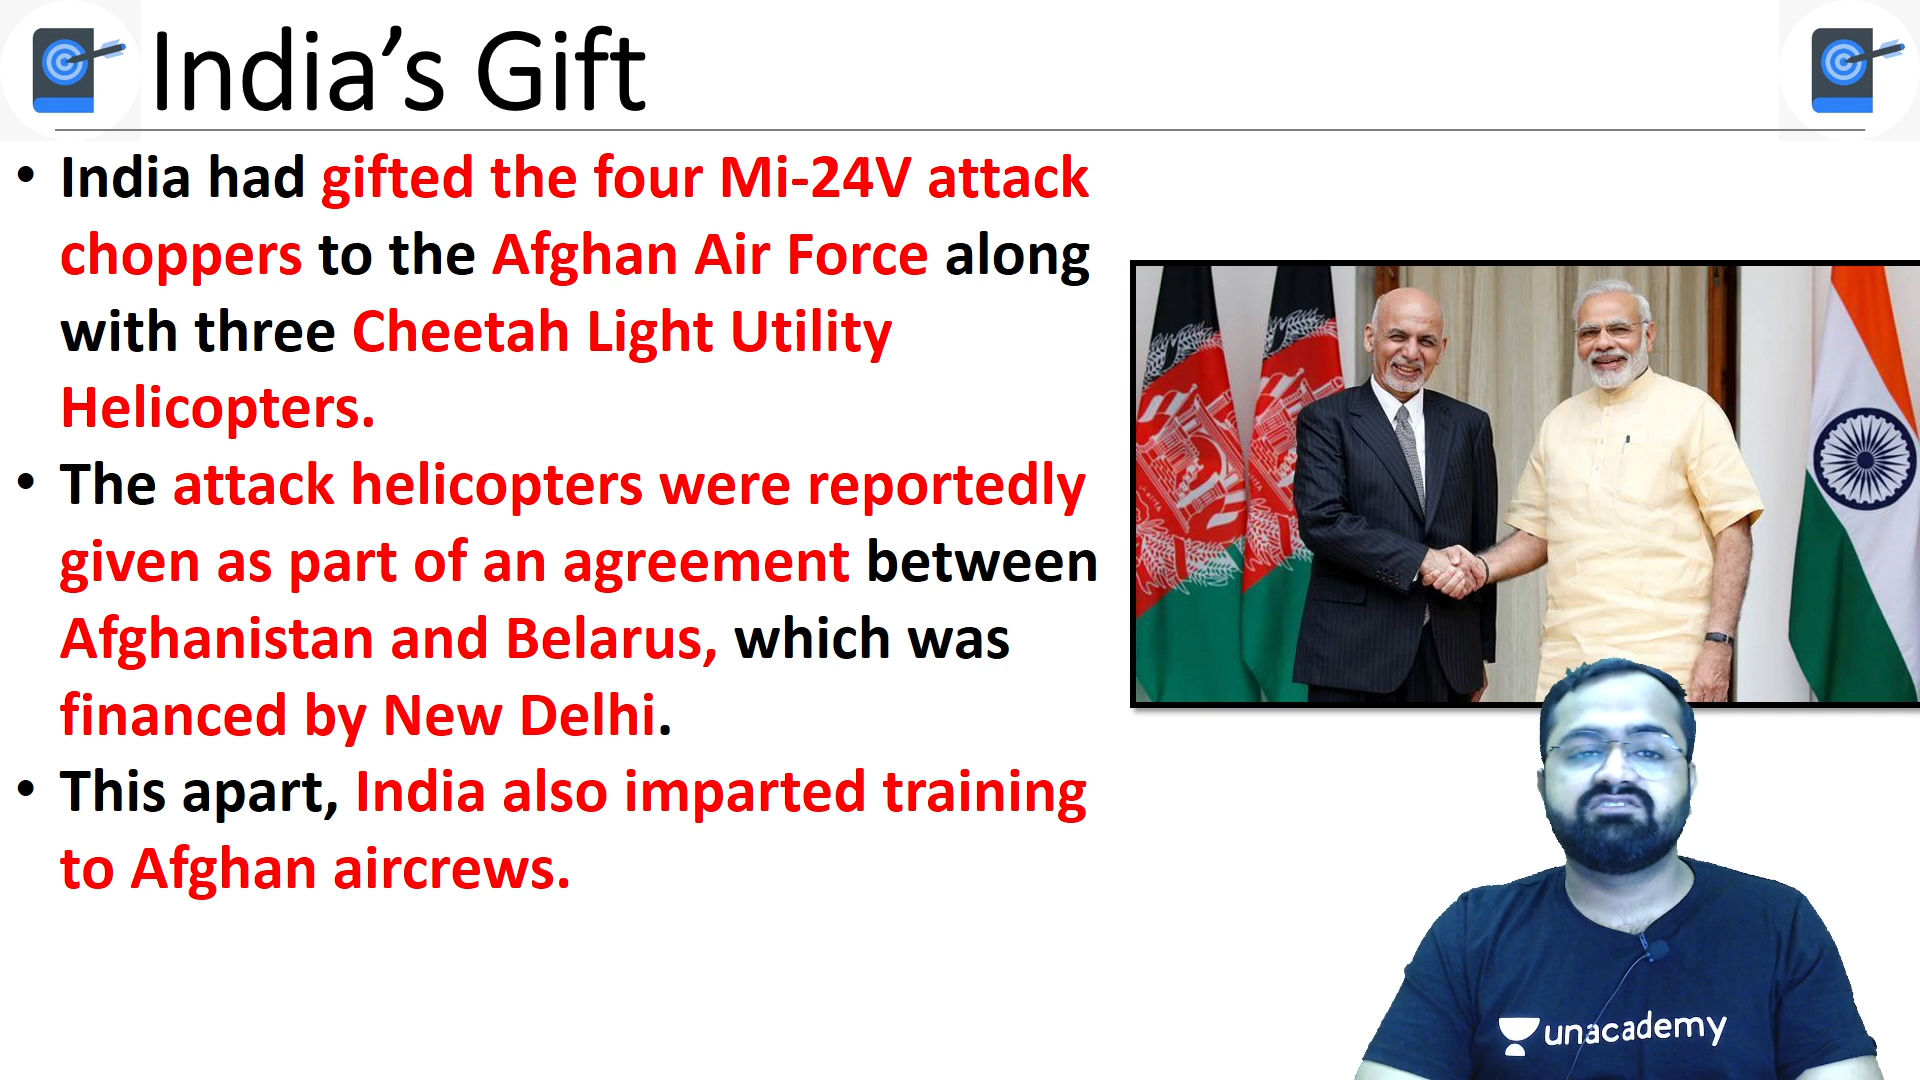 India’s Gift
• India had gifted the four Mi-24V attack
choppers to the Afghan Air Force along
with three Cheetah Light Utility
Helicopters.
• The attack helicopters were reportedly
given as part of an agreement between
Afghanistan and Belarus, which was
financed by New Delhi.
• This apart, India also imparted training
to Afghan aircrews.
unacademy